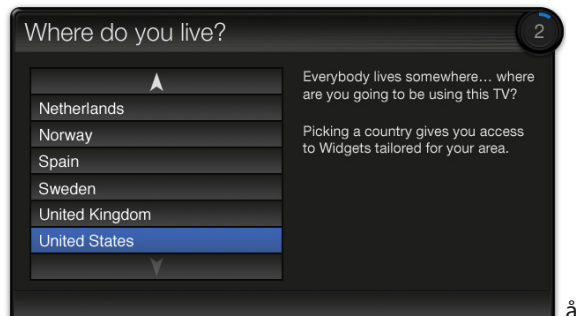 Where do you live?
2
Everybody lives somewhere... where
are you going to be using this TV?
Picking a country gives you access
to Widgets tailored for your area.
Netherlands
Norway
Spain
Sweden
United Kingdom
United States
å